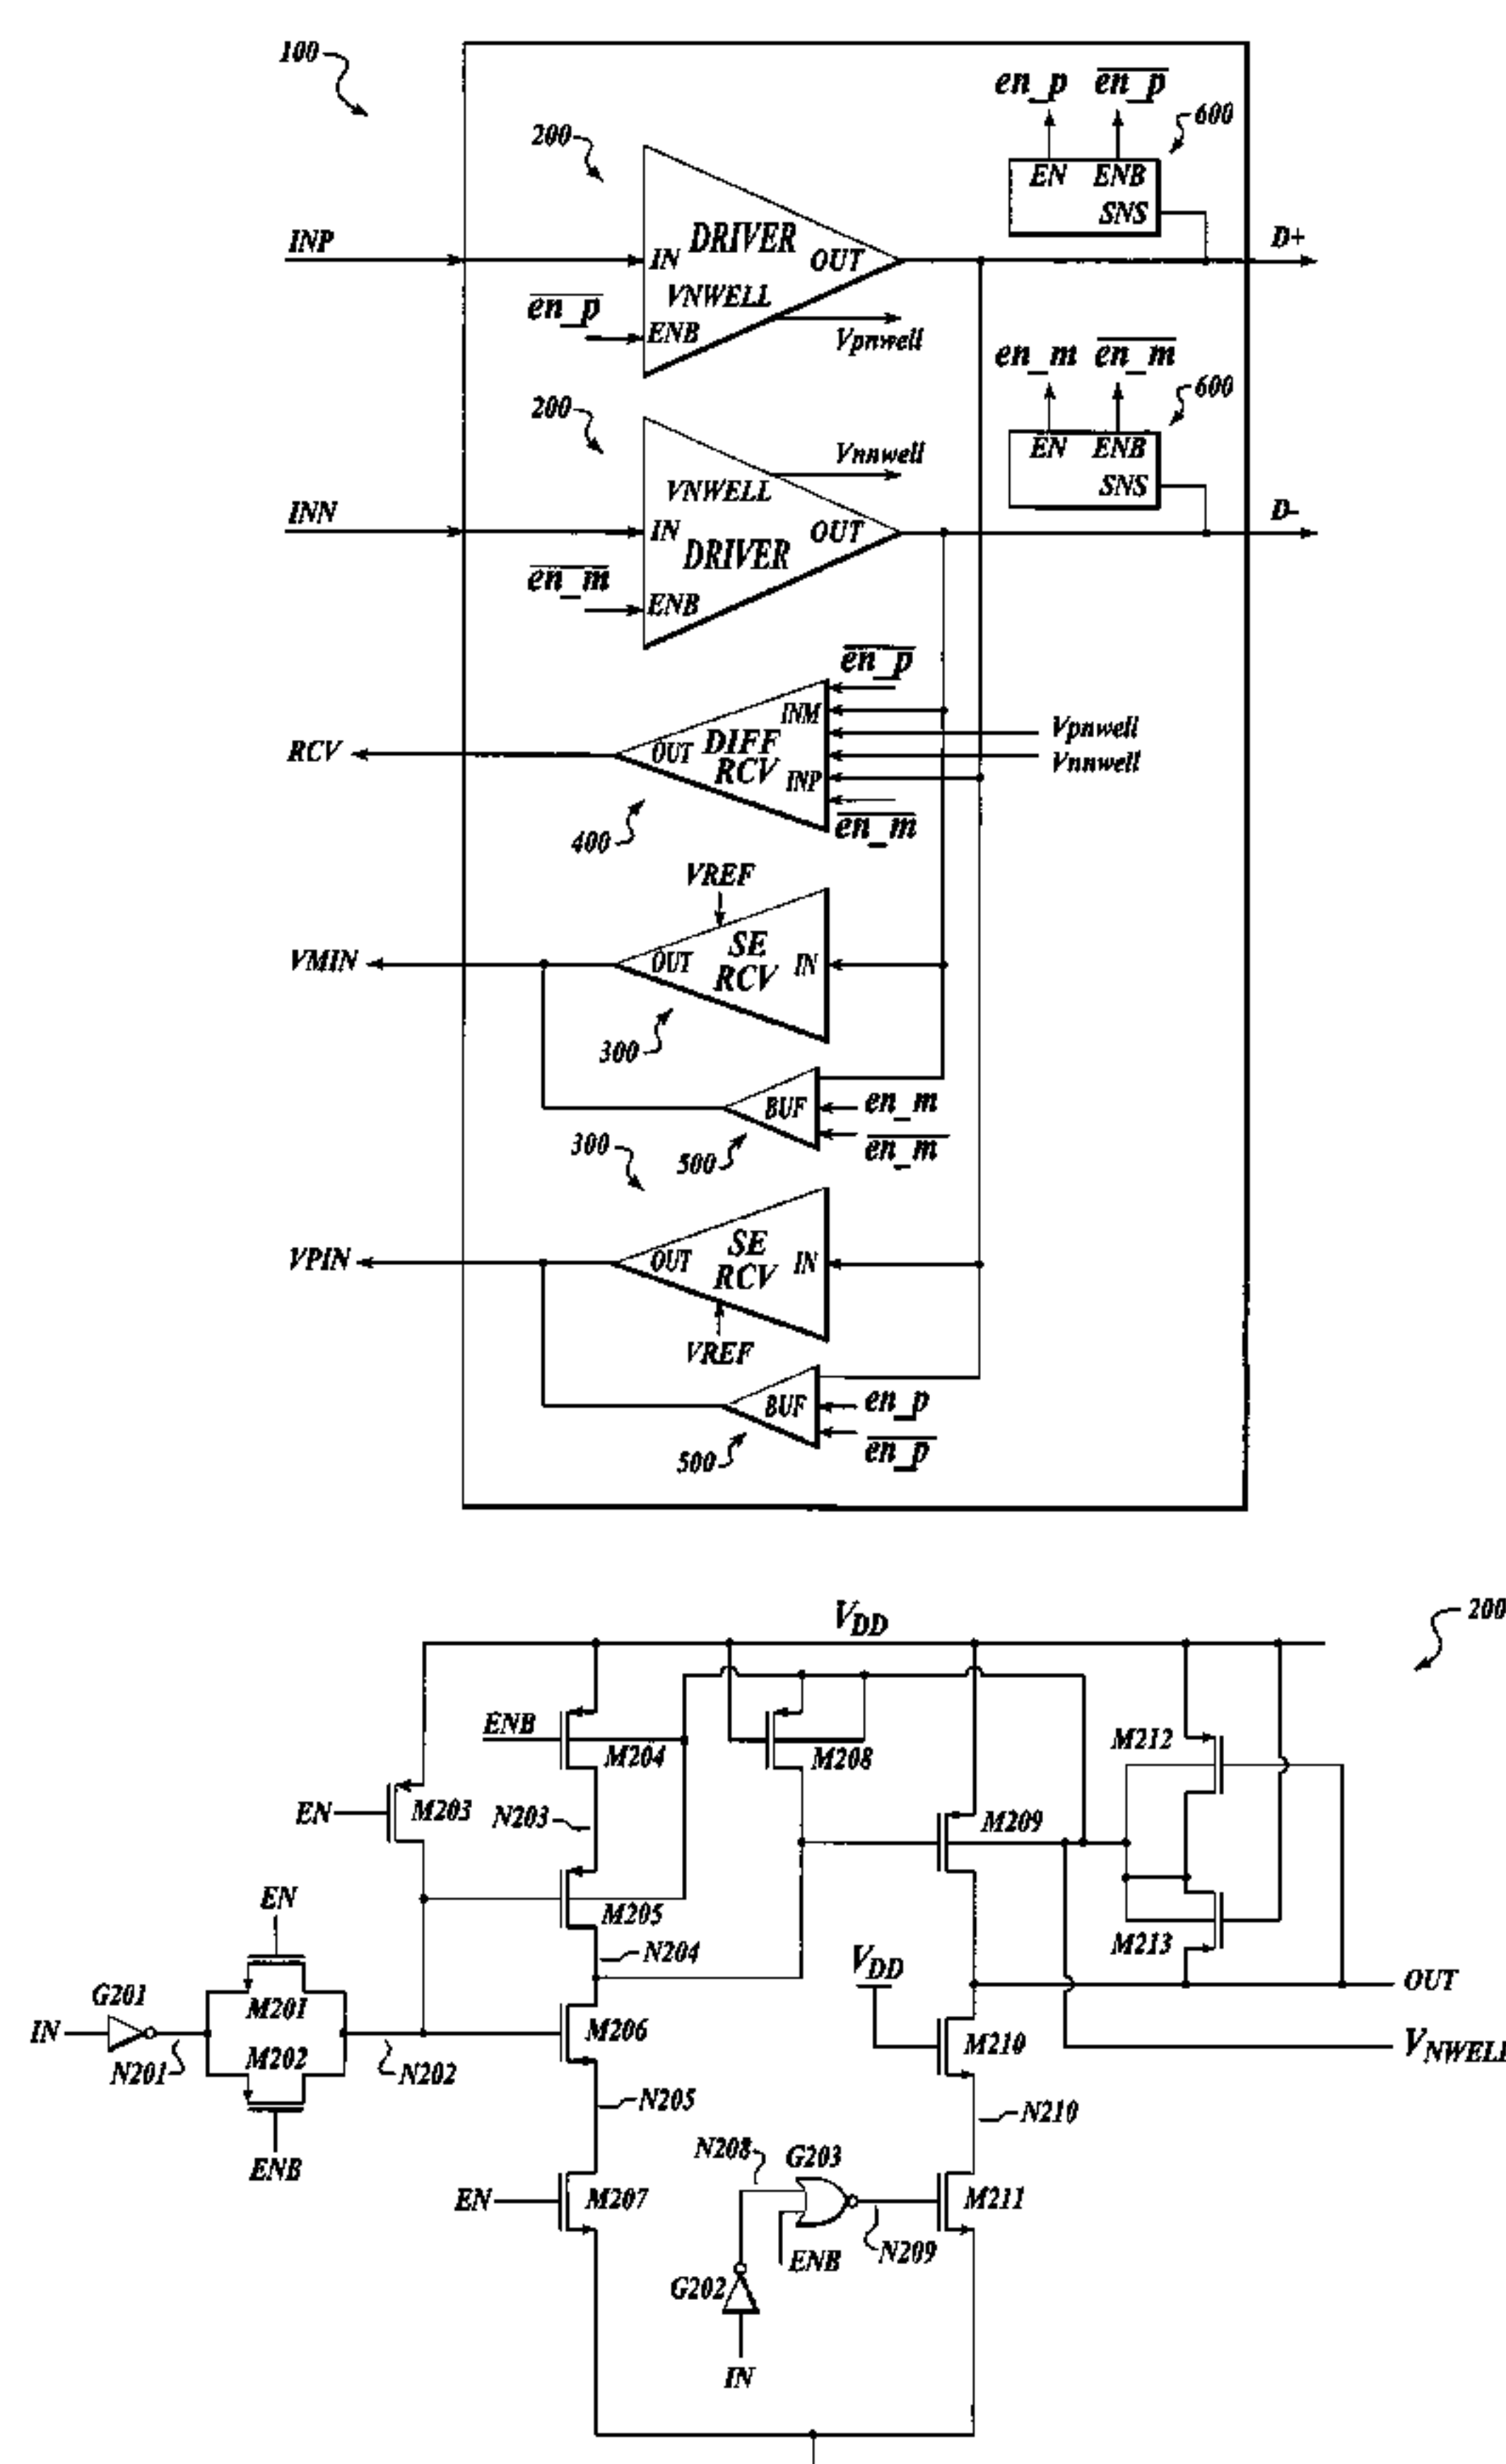 100
en_p en_p
200
600
EN ENB
SNS
DRIVER
INP
IN OUT
D+
VNWELL
en_p
ENB
Vpnwell
en_m en_m
200
600
EN ENB
SNS
Vnnwell
VNWELL
INN
IN OUT
D-
DRIVER
en_m
ENB
en_p
INM
Vpnwell
RCV
OUT DIFF
RCV INP
Vnnwell
en_m
400
VREF
SE
VMIN
OUT RCV IN
300
BUF
en_m
en_m
300
500
SE
VPIN
OUT RCV IN
VREF
BUF
en_p
en_p
500
200
VDD
ENB
M204
M208
M212
EN
M203
N203
M209
EN
M205
M213
N204
VDD
G201
M201
OUT
IN
M206
M210
VNWELL
M202
N201
N202
N205
N210
N208
G203
ENB
EN
M207
M211
ENB
N209
G202
IN